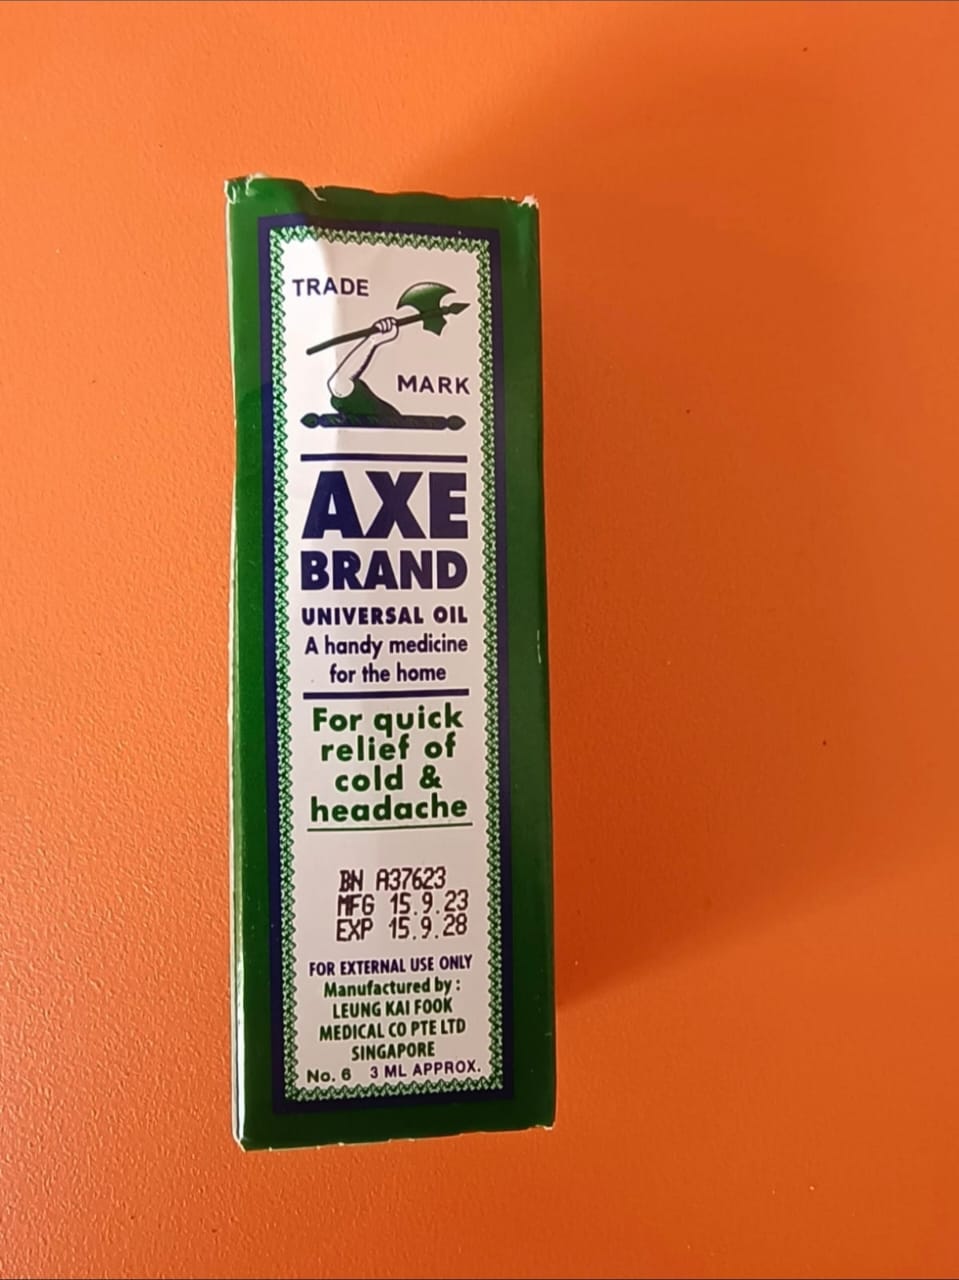 TRADE
MARK
AXE
BRAND
UNIVERSAL OIL
A handy medicine
for the home
For quick
relief of
cold &
headache
BN A37623
MFG 15.9.23
EXP 15.9.28
FOR EXTERNAL USE ONLY
Manufactured by :
LEUNG KAI FOOK
MEDICAL CO PTE LTD
SINGAPORE
No. 6 3 ML APPROX.